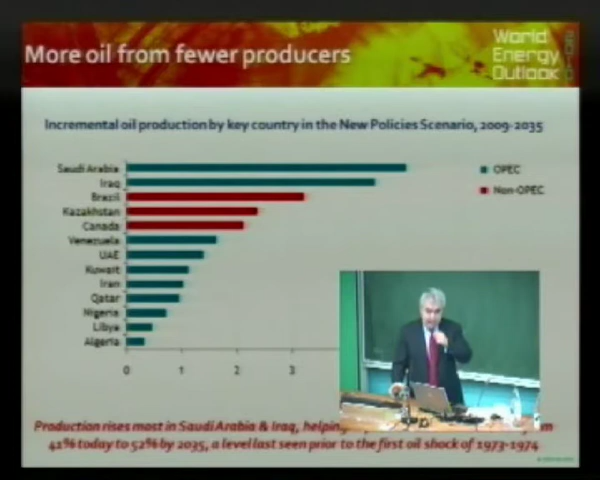 More oil from fewer producers
World
Energy
Outlook
Incremental oil production by key country in the New Policies Scenario, 2009-2035
Saudi Arabia
Iraq
Brazil
Kazakhstan
Canada
Venezuela
UAE
Kuwait
Iran
Qatar
Nigeria
Libya
Algeria
OPEC
Non-OPEC
0 1 2 3
Production rises most in Saudi Arabia & Iraq, helping
41% today to 52% by 2035, a level last seen prior to the first oil shock of 1973-1974